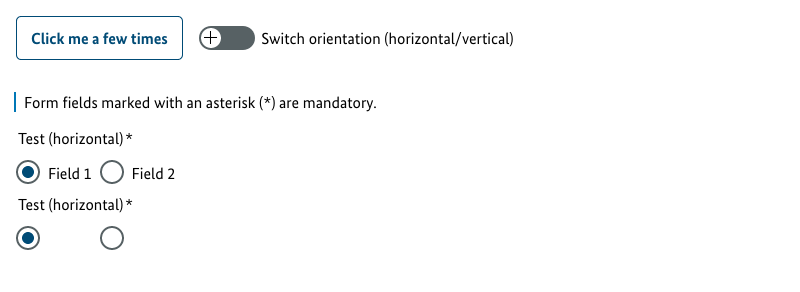 Click me a few times
Switch orientation (horizontal/vertical)
Form fields marked with an asterisk (*) are mandatory.
Test (horizontal)*
Field 1 Field 2
Test (horizontal)*